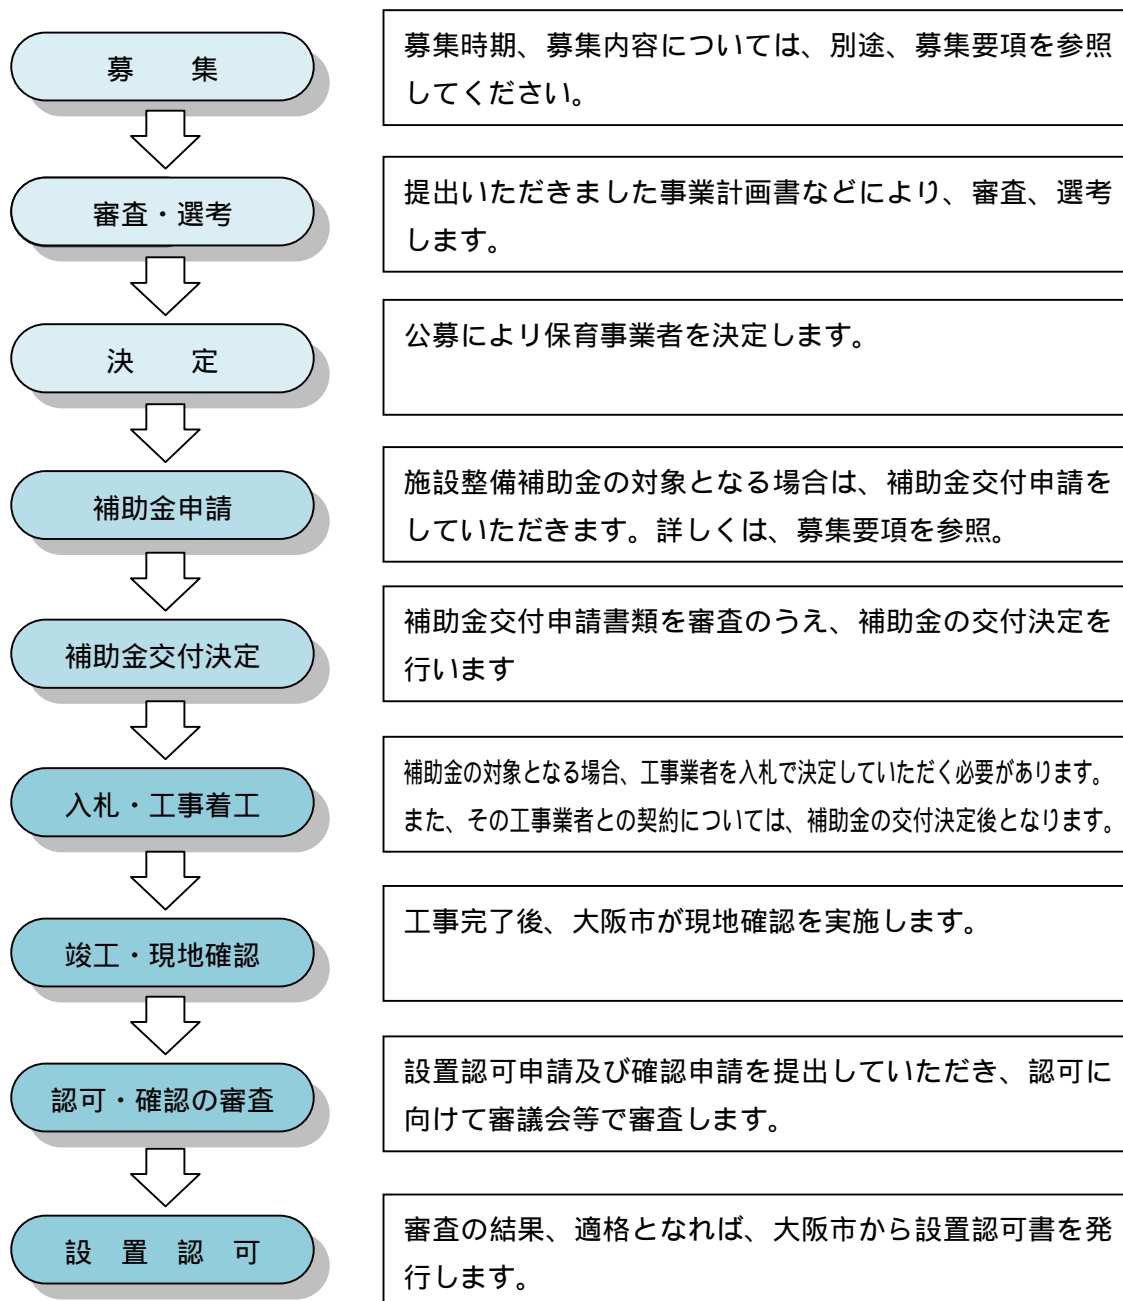 募　　集
募集時期、募集内容については、別途、募集要項を参照
してください。
審査・選考
提出いただきました事業計画書などにより、審査、選考
します。
決　　定
公募により保育事業者を決定します。
補助金申請
施設整備補助金の対象となる場合は、補助金交付申請を
していただきます。詳しくは、募集要項を参照。
補助金交付決定
補助金交付申請書類を審査のうえ、補助金の交付決定を
行います
入札・工事着工
補助金の対象となる場合、工事業者を入札で決定していただく必要があります。
また、その工事業者との契約については、補助金の交付決定後となります。
竣工・現地確認
工事完了後、大阪市が現地確認を実施します。
認可・確認の審査
設置認可申請及び確認申請を提出していただき、認可に
向けて審議会等で審査します。
設　置　認　可
審査の結果、適格となれば、大阪市から設置認可書を発
行します。